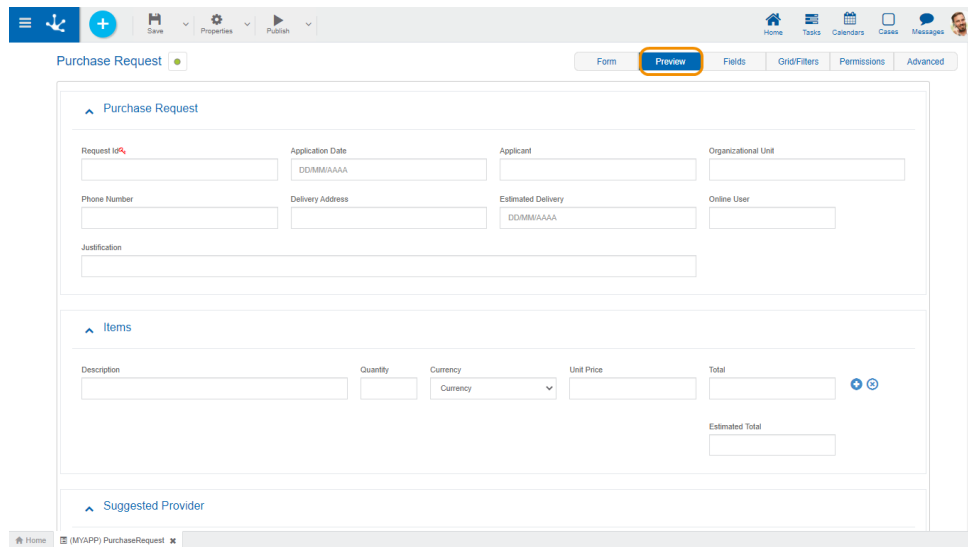 Save Properties Publish Home Tasks Calendars Cases Messages
Purchase Request Form Preview Fields Grid/Filters Permissions Advanced
Purchase Request
Request Id Application Date Applicant Organizational Unit
DD/MM/AAAA
Phone Number Delivery Address Estimated Delivery Online User
DD/MM/AAAA
Justification
Items
Description Quantity Currency Unit Price Total
Currency
Estimated Total
Suggested Provider
Home (MYAPP) PurchaseRequest